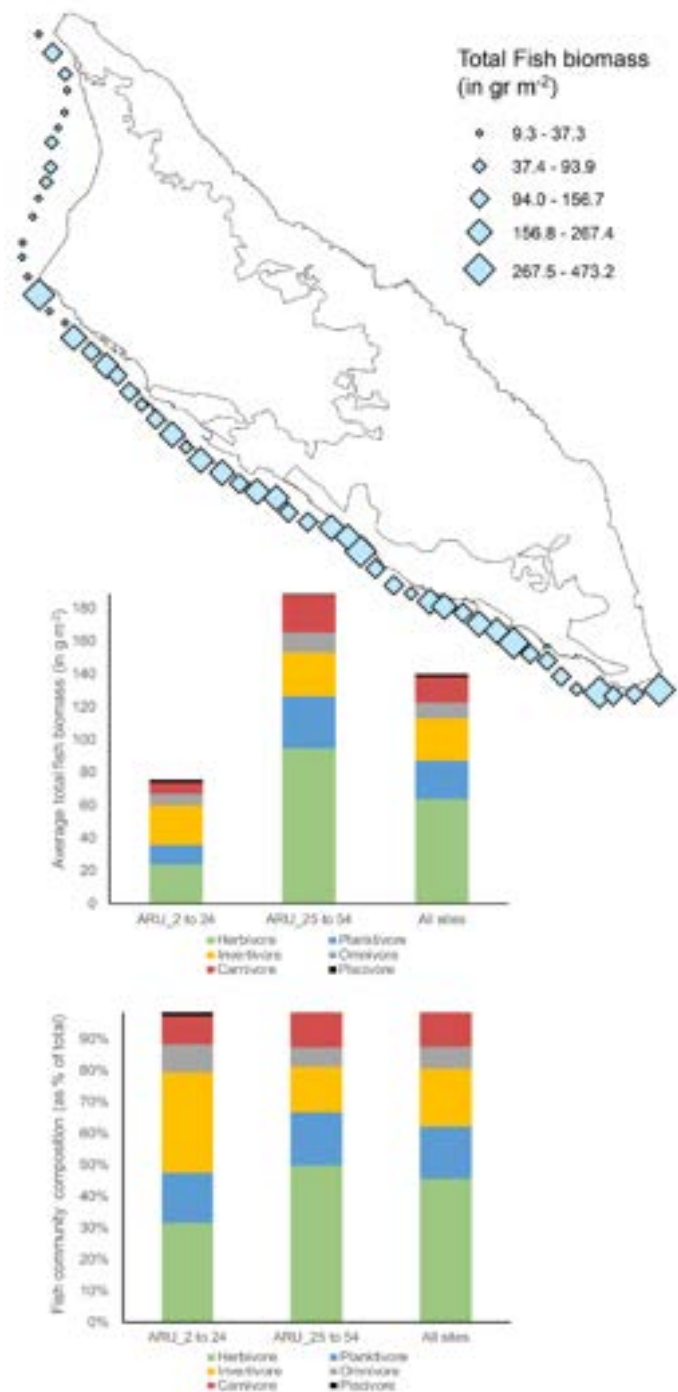 Total Fish biomass
(in gr m-2)
9.3 - 37.3
37.4 - 93.9
94.0 - 156.7
156.8 - 267.4
267.5 - 473.2
Average total fish biomass (in g m-2)
180
160
140
120
100
80
60
40
20
0
ARU_2 to 24 ARU_25 to 54 All sites
Herbivore Planktivore
Invertivore Omnivore
Carnivore Piscivore
Fish community composition (as % of total)
90%
80%
70%
60%
50%
40%
30%
20%
10%
0%
ARU_2 to 24 ARU_25 to 54 All sites
Herbivore Planktivore
Invertivore Omnivore
Carnivore Piscivore